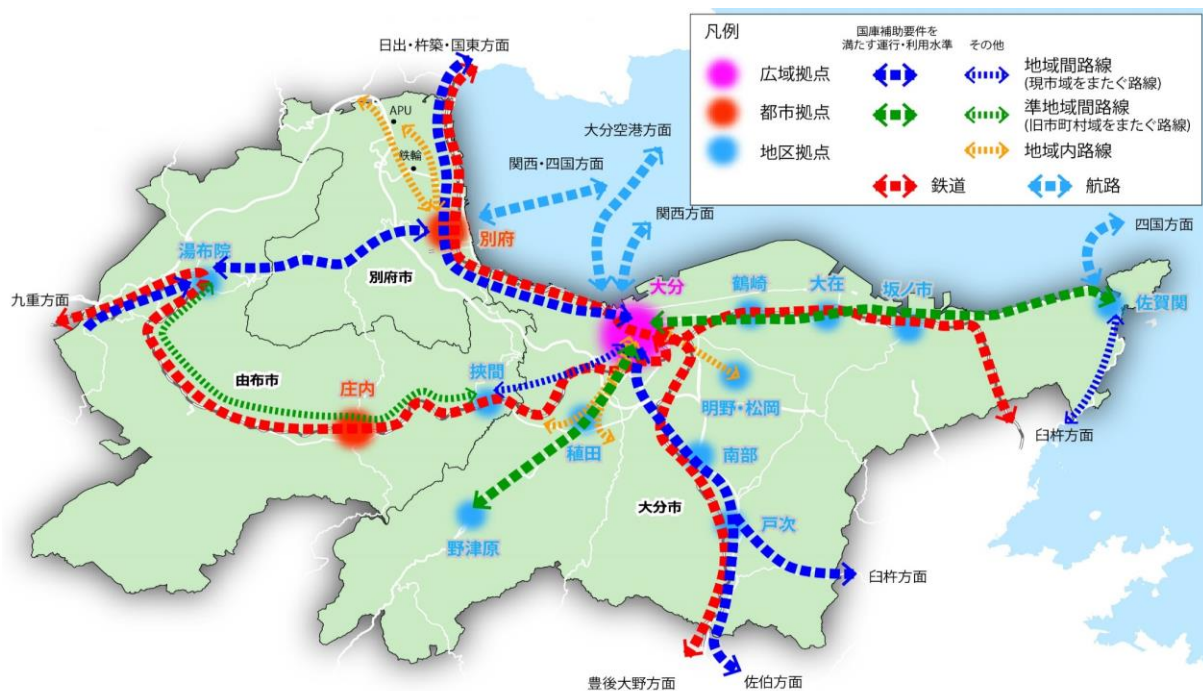 凡例
国庫補助要件を
満たす運行・利用水準
その他
広域拠点
地域間路線
(現市域をまたぐ路線)
都市拠点
準地域間路線
(旧市町村域をまたぐ路線)
地区拠点
地域内路線
鉄道
航路
日出・杵築・国東方面
APU
鉄輪
大分空港方面
関西・四国方面
関西方面
四国方面
別府
湯布院
別府市
九重方面
大分
鶴崎
大在
坂ノ市
佐賀関
由布市
庄内
挾間
明野・松岡
臼杵方面
植田
南部
大分市
野津原
戸次
臼杵方面
豊後大野方面
佐伯方面